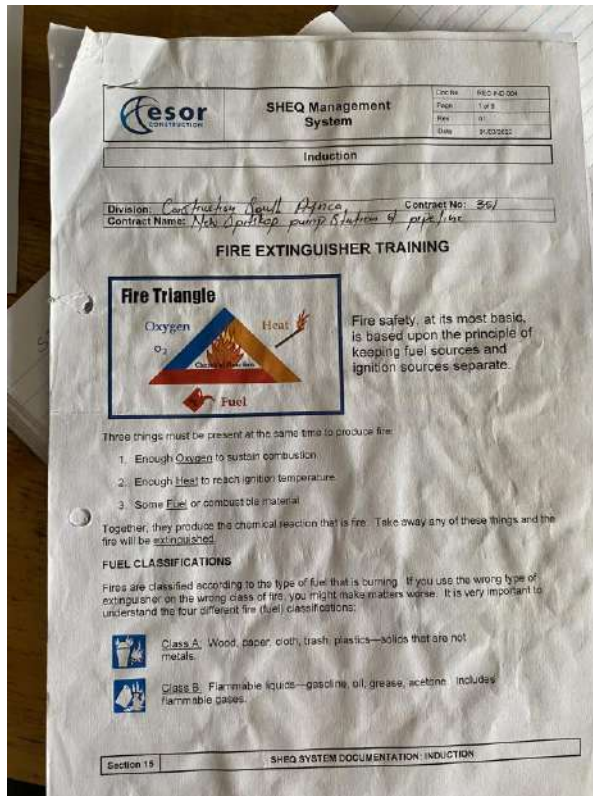 esor
CONSTRUCTION
SHEQ Management
System
Doc No
Page 1 of 9
Rev 01
Date
Induction
Division: Construction South Africa Contract No: 351
Contract Name: New pump Station & pipeline
FIRE EXTINGUISHER TRAINING
Fire Triangle
Oxygen
O2
Heat
Fuel
Fire safety, at its most basic,
is based upon the principle of
keeping fuel sources and
ignition sources separate.
Three things must be present at the same time to produce fire:
1. Enough Oxygen to sustain combustion
2. Enough Heat to reach ignition temperature
3. Some Fuel or combustible material
Together, they produce the chemical reaction that is fire. Take away any of these things and the
fire will be extinguished.
FUEL CLASSIFICATIONS
Fires are classified according to the type of fuel that is burning. If you use the wrong type of
extinguisher on the wrong class of fire, you might make matters worse. It is very important to
understand the four different fire (fuel) classifications:
Class A: Wood, paper, cloth, trash, plastics—solids that are not
metals.
Class B: Flammable liquids—gasoline, oil, grease, acetone. Includes
flammable gases.
Section 15
SHEQ SYSTEM DOCUMENTATION: INDUCTION